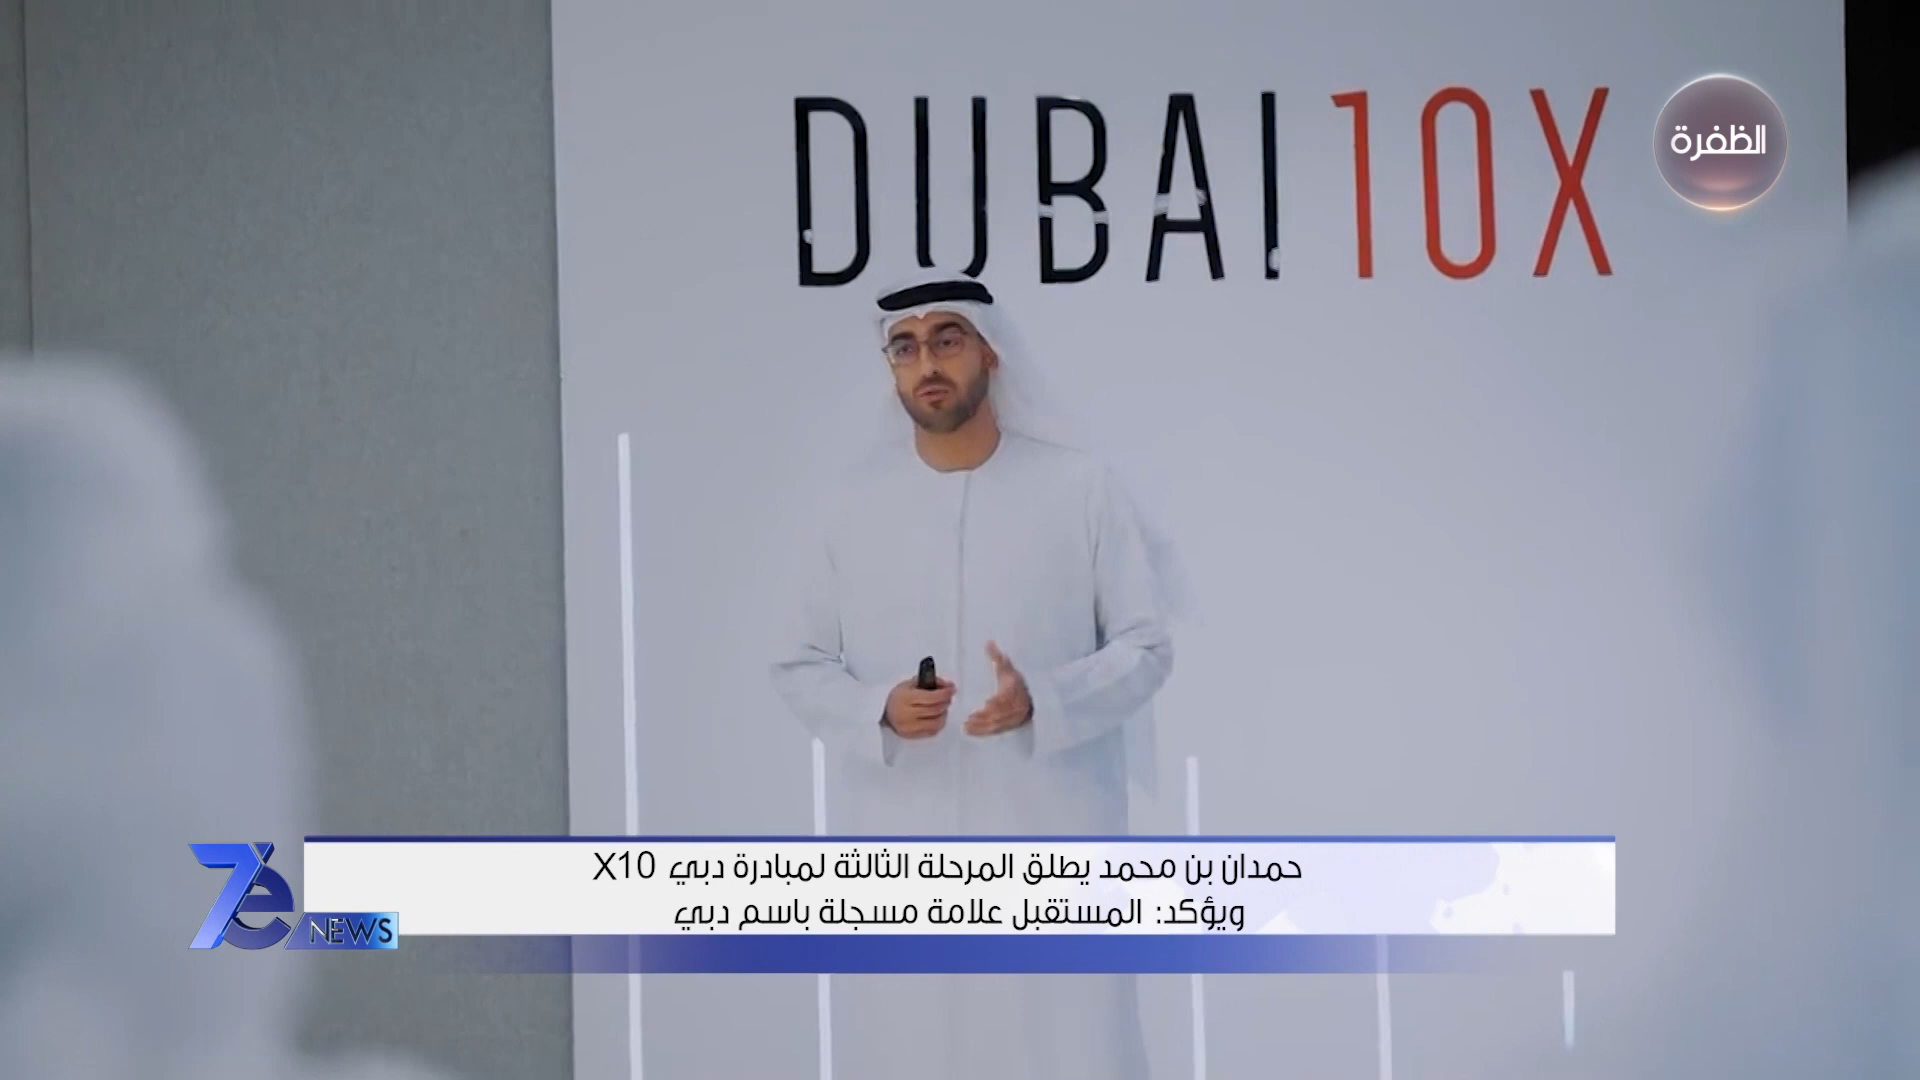 DUBAI 10X
الظفرة
حمدان بن محمد يطلق المرحلة الثالثة لمبادرة دبي X10
ويؤكد: المستقبل علامة مسجلة باسم دبي
7e NEWS